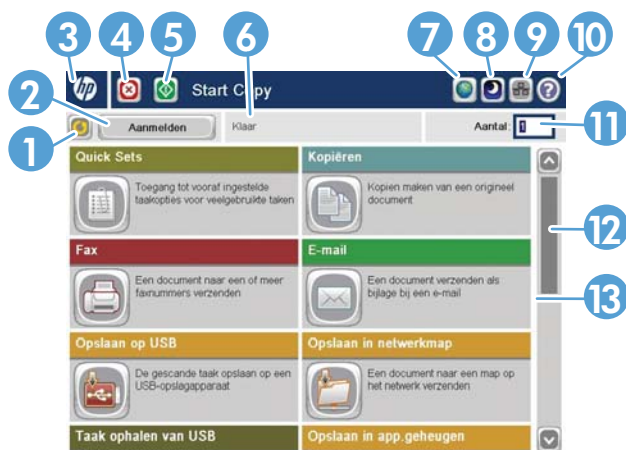 3 4 5 6 7 8 9 10
hp Start Copy ?
2 Aanmelden Klaar Aantal: 1 11
1
Quick Sets Kopiëren
Toegang tot vooraf ingestelde Kopien maken van een origineel
taakopties voor veelgebruikte taken document
12
Fax E-mail
Een document naar een of meer Een document verzenden als
faxnummers verzenden bijlage bij een e-mail
13
Opslaan op USB Opslaan in netwerkmap
De gescande taak opslaan op een Een document naar een map op
USB-opslagapparaat het netwerk verzenden
Taak ophalen van USB Opslaan in app.geheugen